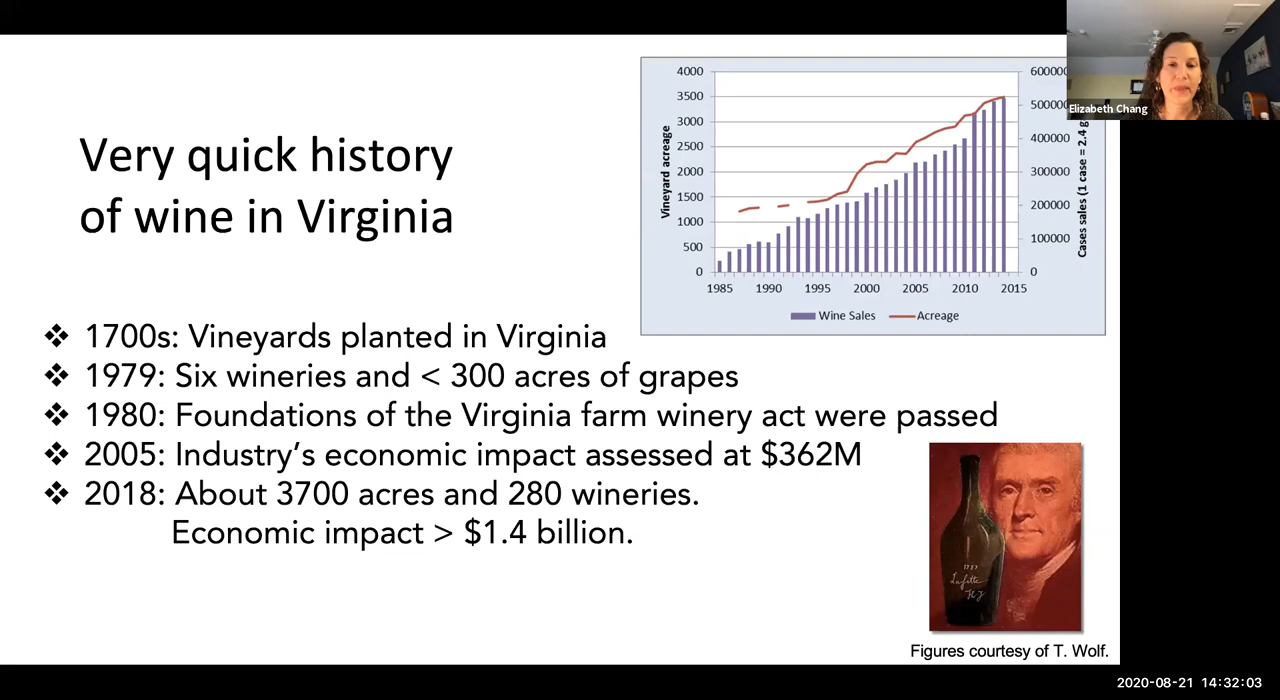 Very quick history
of wine in Virginia
4000
3500
3000
2500
2000
1500
1000
500
0
Vineyard acreage
600000
500000
400000
300000
200000
100000
0
Cases sales (1 case = 2.4 g
1985
1990
1995
2000
2005
2010
2015
Wine Sales
Acreage
Elizabeth Chang
❖ 1700s: Vineyards planted in Virginia
❖ 1979: Six wineries and < 300 acres of grapes
❖ 1980: Foundations of the Virginia farm winery act were passed
❖ 2005: Industry's economic impact assessed at $362M
❖ 2018: About 3700 acres and 280 wineries.
Economic impact > $1.4 billion.
1787
Lafitte
Th J
Figures courtesy of T. Wolf.
2020-08-21 14:32:03